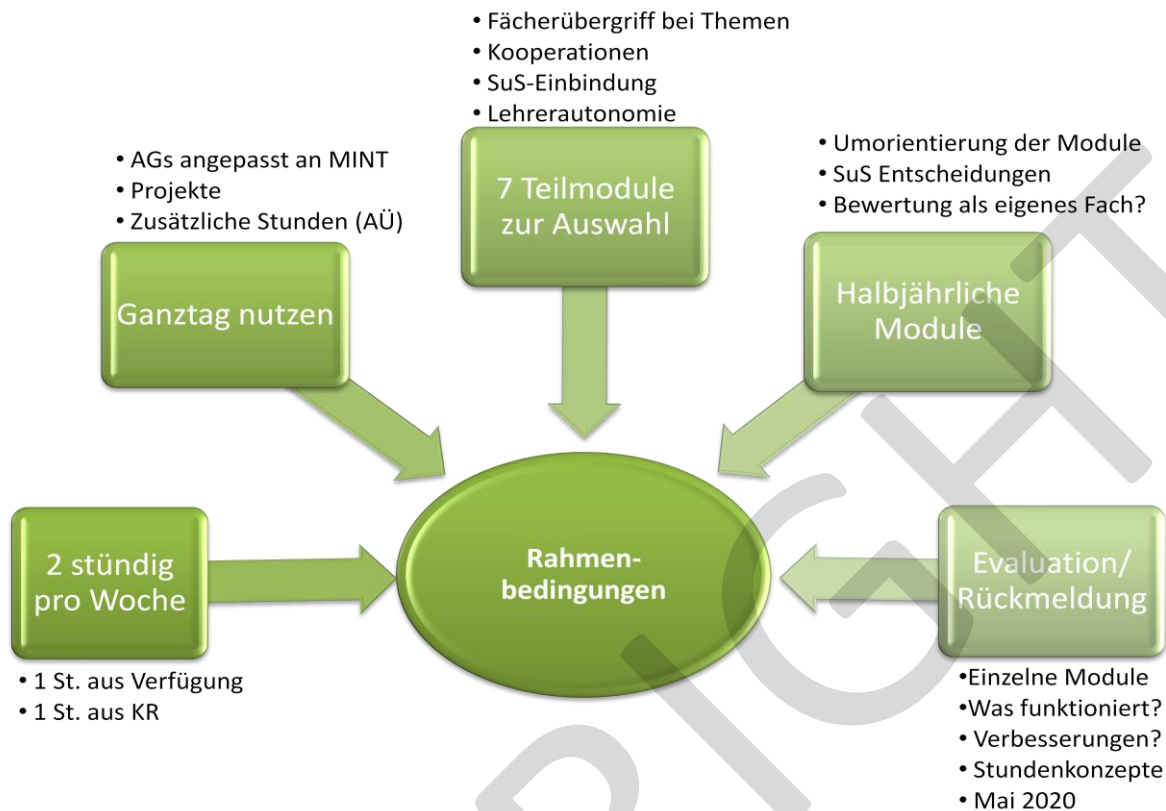 • Fächerübergriff bei Themen
• Kooperationen
• SuS-Einbindung
• Lehrerautonomie
7 Teilmodule
zur Auswahl
• AGs angepasst an MINT
• Projekte
• Zusätzliche Stunden (AÜ)
Ganztag nutzen
• Umorientierung der Module
• SuS Entscheidungen
• Bewertung als eigenes Fach?
Halbjährliche
Module
2 stündig
pro Woche
• 1 St. aus Verfügung
• 1 St. aus KR
Rahmen-
bedingungen
Evaluation/
Rückmeldung
•Einzelne Module
•Was funktioniert?
• Verbesserungen?
• Stundenkonzepte
• Mai 2020
PIGHT